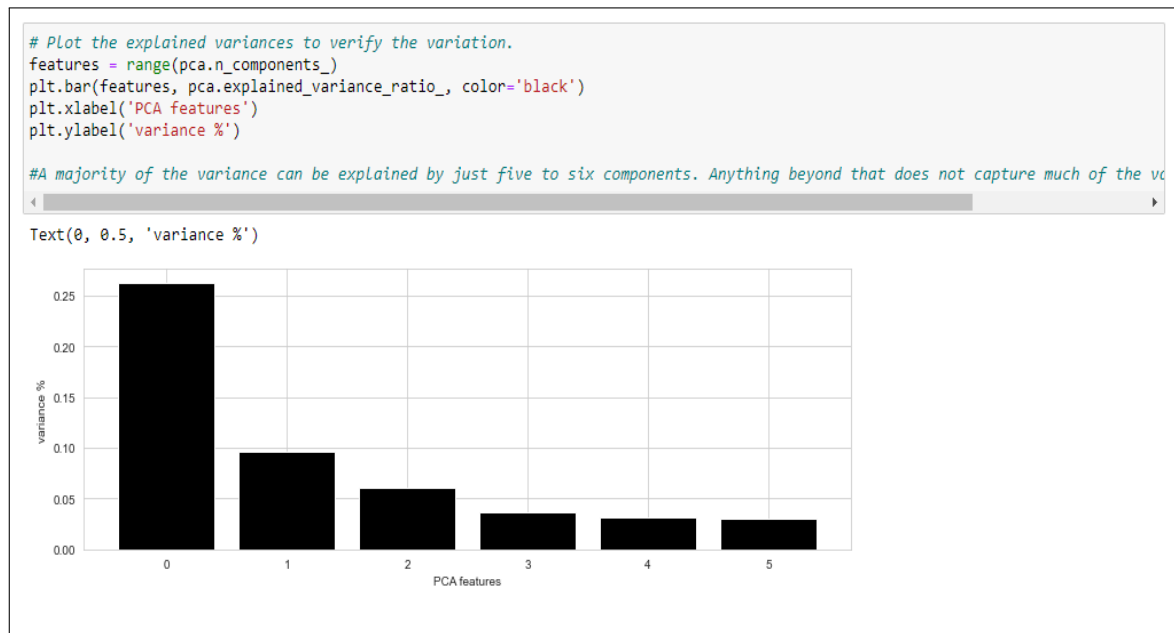 # Plot the explained variances to verify the variation.
features = range(pca.n_components_)
plt.bar(features, pca.explained_variance_ratio_, color='black')
plt.xlabel('PCA features')
plt.ylabel('variance %')
#A majority of the variance can be explained by just five to six components. Anything beyond that does not capture much of the
Text(0, 0.5, 'variance %')
0.25
0.20
0.15
0.10
0.05
0.00
variance %
0 1 2 3 4 5
PCA features